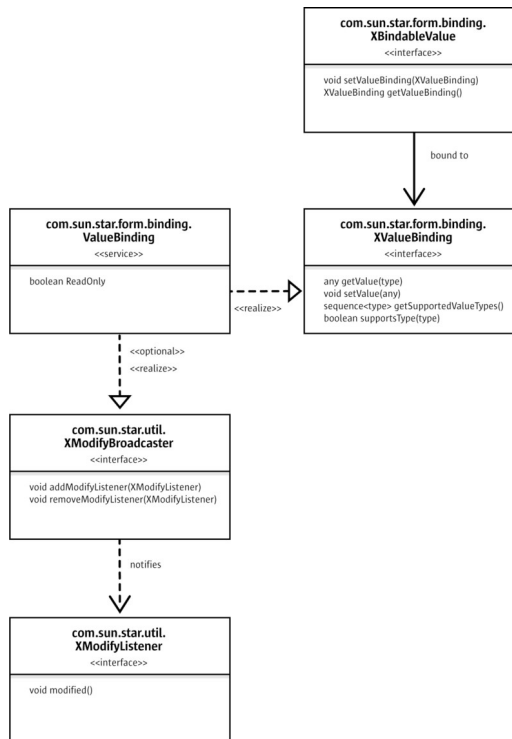 com.sun.star.form.binding.
XBindableValue
<<interface>>
void setValueBinding(XValueBinding)
XValueBinding getValueBinding()
bound to
com.sun.star.form.binding.
ValueBinding
<<service>>
boolean ReadOnly
<<realize>>
com.sun.star.form.binding.
XValueBinding
<<interface>>
any getValue(type)
void setValue(any)
sequence<type> getSupportedValueTypes()
boolean supportsType(type)
<<optional>>
<<realize>>
com.sun.star.util.
XModifyBroadcaster
<<interface>>
void addModifyListener(XModifyListener)
void removeModifyListener(XModifyListener)
notifies
com.sun.star.util.
XModifyListener
<<interface>>
void modified()